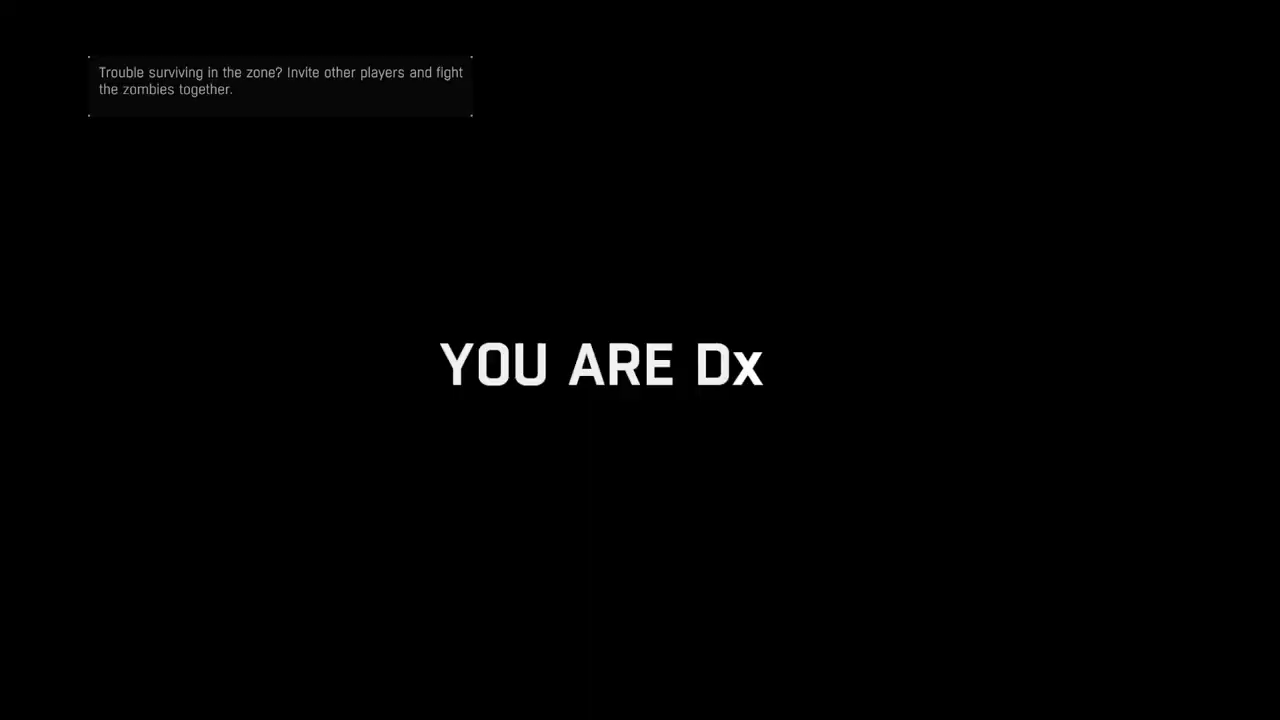 Trouble surviving in the zone? Invite other players and fight
the zombies together.
YOU ARE Dx